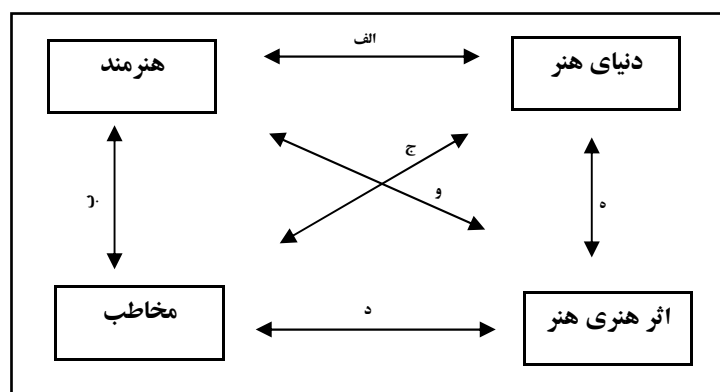 الف
دنیای هنر
هنرمند
ج
ب
و
ه
مخاطب
د
اثر هنری هنر